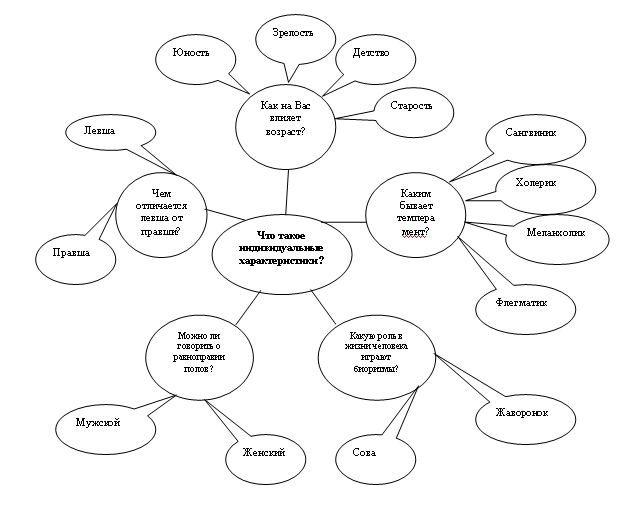 Зрелость
Юность
Детство
Как на Вас
влияет
возраст?
Старость
Левша
Сангвиник
Чем
отличается
левша от
правши?
Каким
бывает
темпера
мент?
Холерик
Меланхолик
Правша
Что такое
индивидуальные
характеристики?
Флегматик
Можно ли
говорить о
равноправии
полов?
Какую роль в
жизни человека
играют
биоритмы?
Жаворонок
Мужской
Женский
Сова